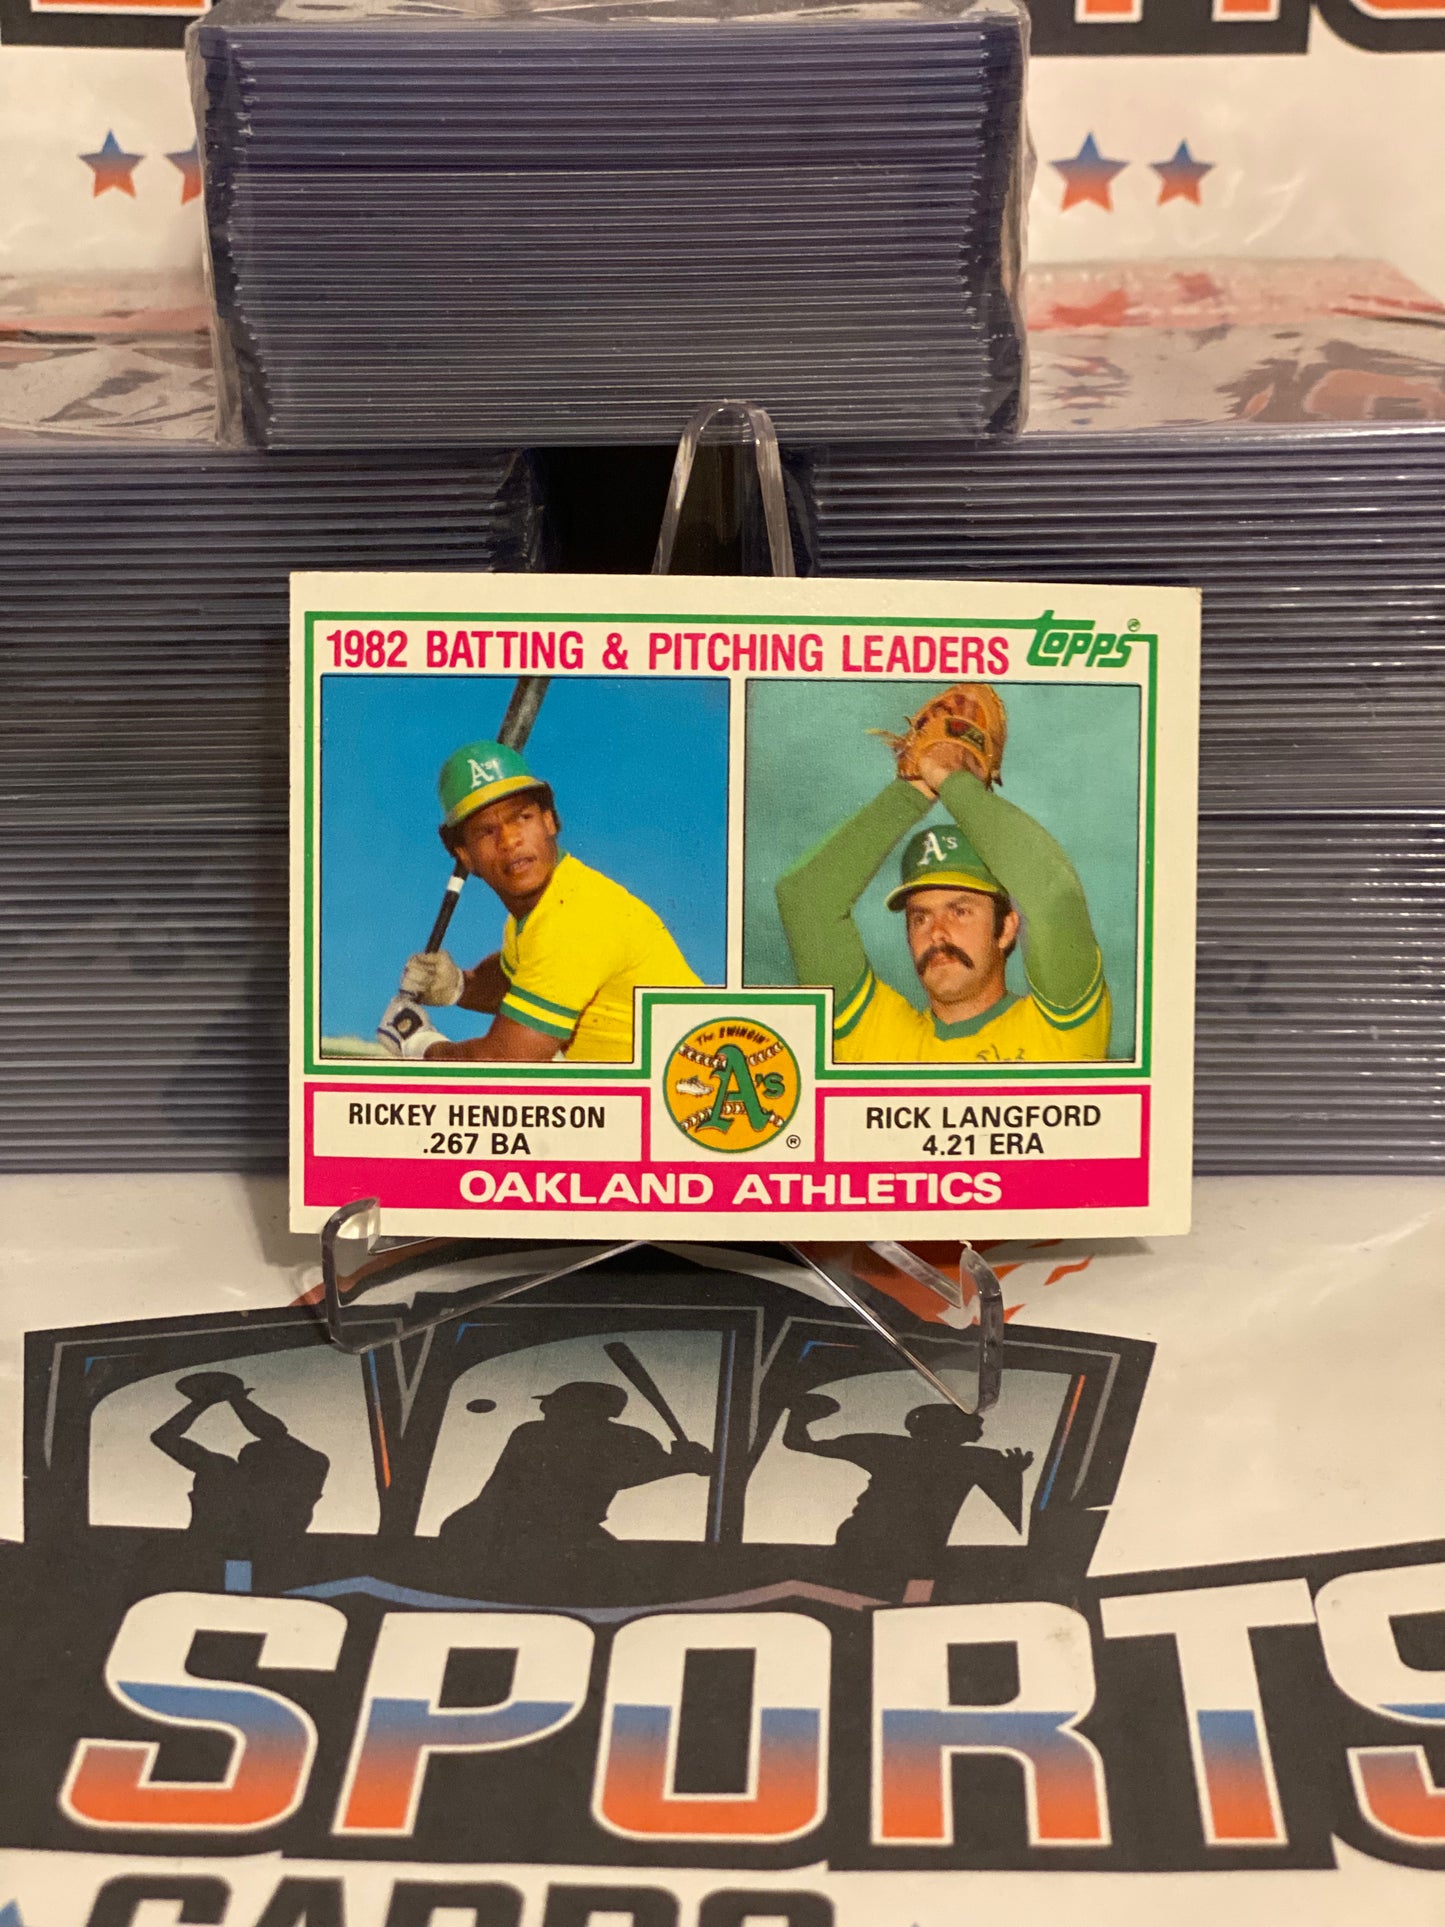 1982 BATTING & PITCHING LEADERS
TOPPS®
A's
A's
The SWINGIN'
A's
®
RICKEY HENDERSON
.267 BA
RICK LANGFORD
4.21 ERA
OAKLAND ATHLETICS
SPORTS
CARDS